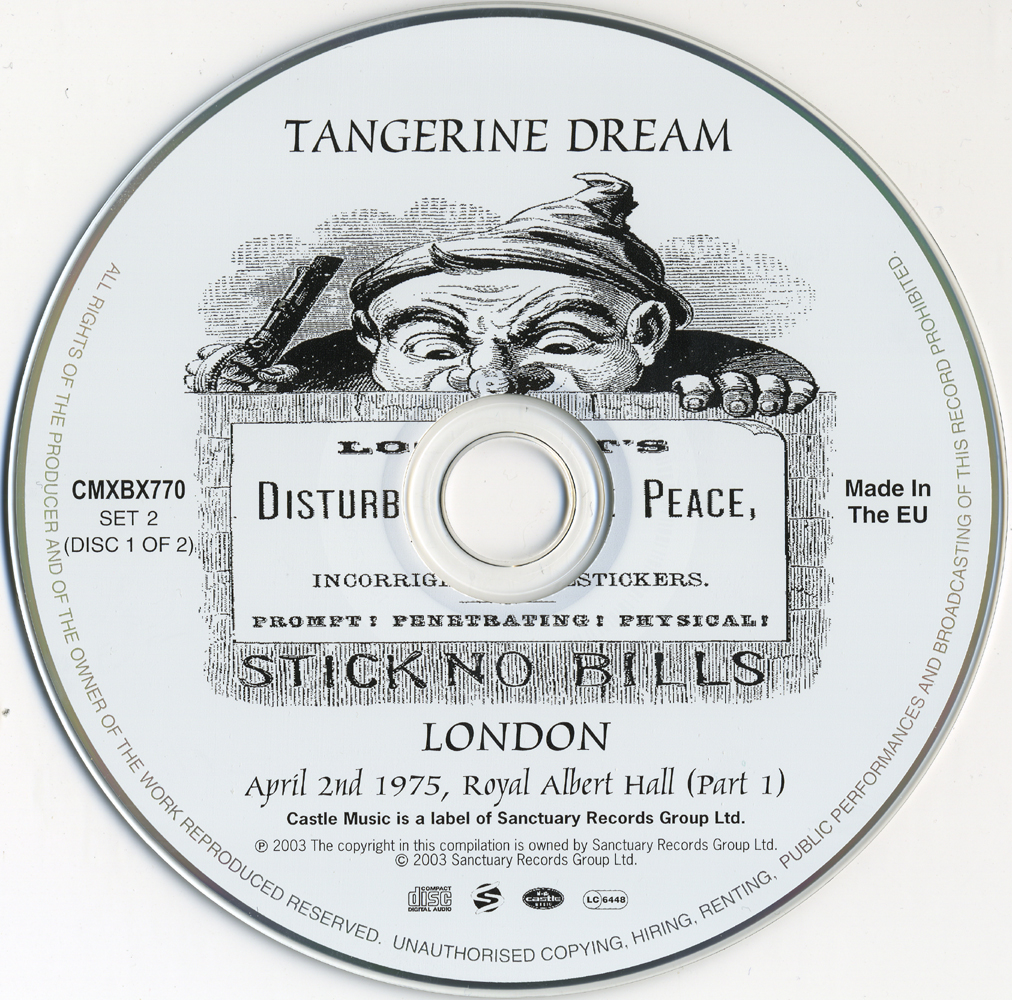 TANGERINE DREAM
DISTURB PEACE,
STICKERS.
PROMPT! PENETRATING! PHYSICAL!
STICK NO BILLS
CMXBX770
SET 2
(DISC 1 OF 2)
Made In
The EU
LONDON
April 2nd 1975, Royal Albert Hall (Part 1)
Castle Music is a label of Sanctuary Records Group Ltd.
℗ 2003 The copyright in this compilation is owned by Sanctuary Records Group Ltd.
© 2003 Sanctuary Records Group Ltd.
COMPACT
disc
DIGITAL AUDIO
castle
MUSIC
LC 6448
ALL RIGHTS OF THE PRODUCER AND OF THE OWNER OF THE WORK REPRODUCED RESERVED. UNAUTHORISED COPYING, HIRING, RENTING, PUBLIC PERFORMANCES AND BROADCASTING OF THIS RECORD PROHIBITED.